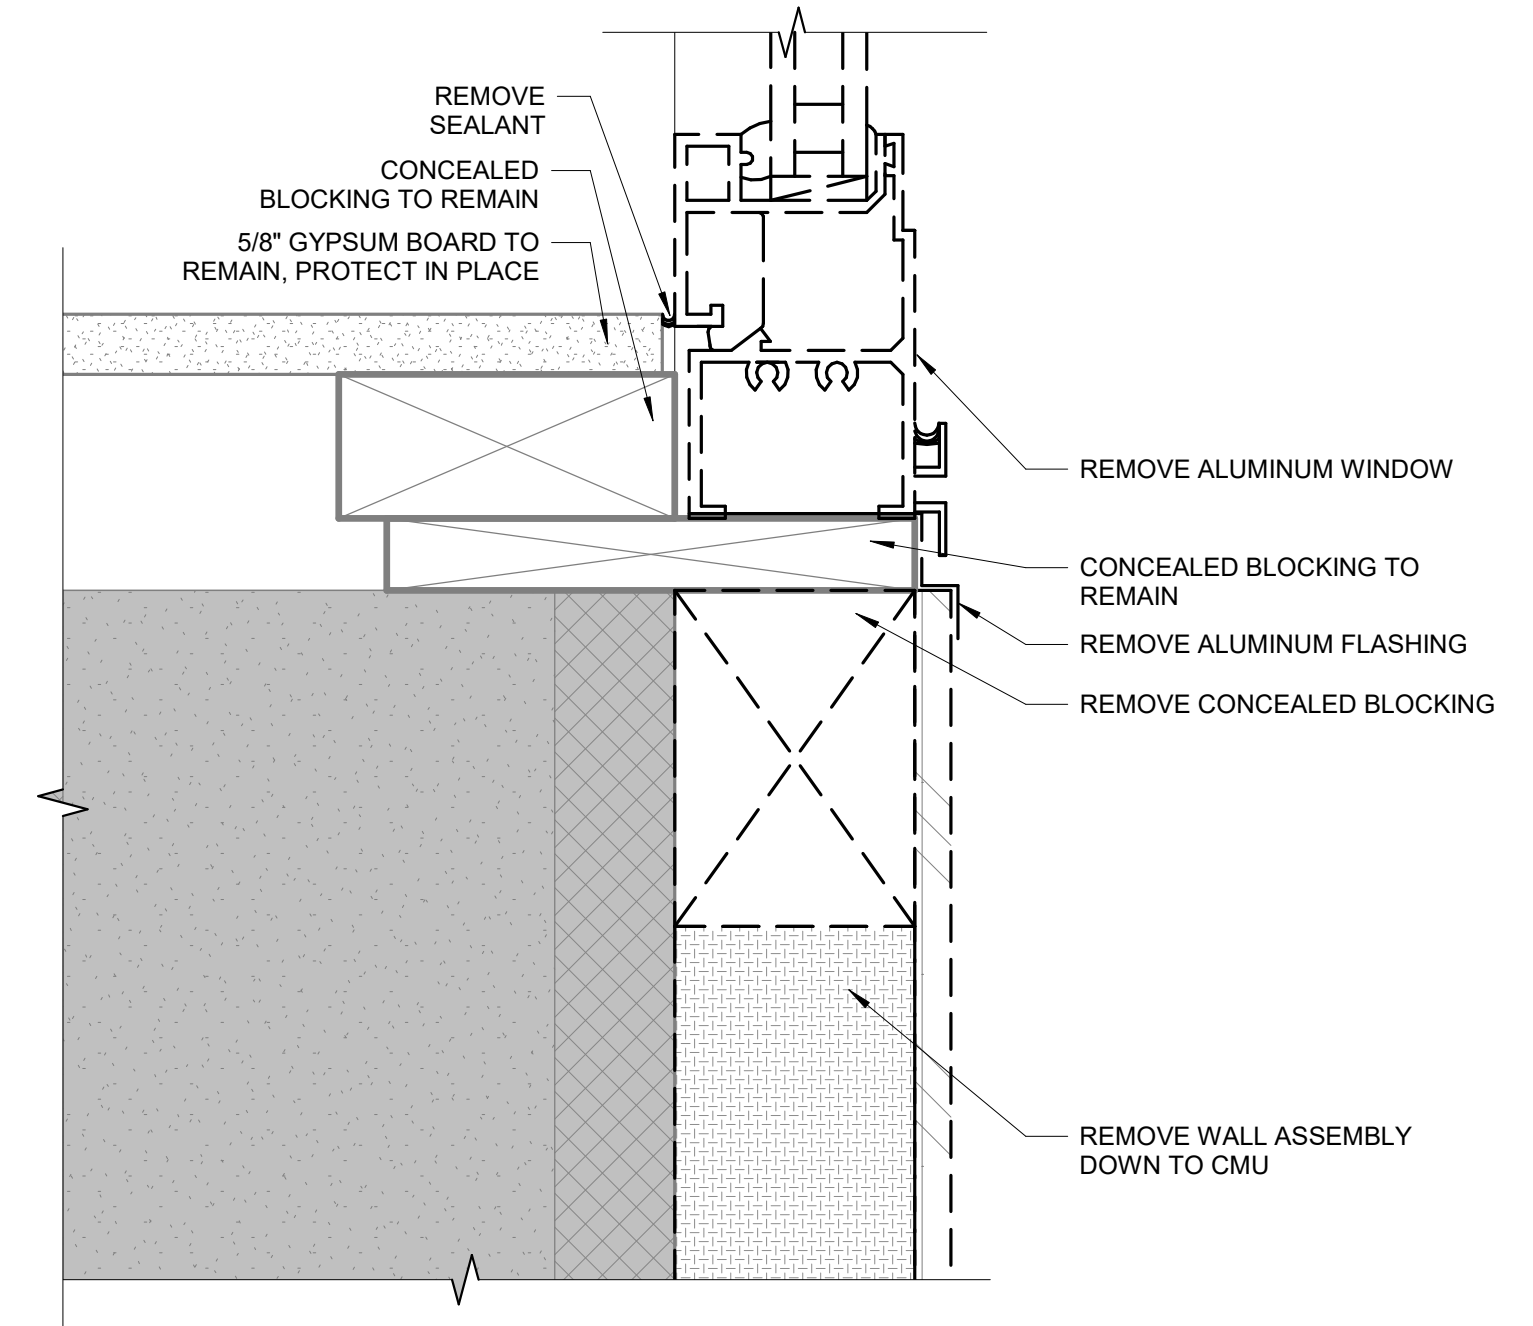 REMOVE
SEALANT
CONCEALED
BLOCKING TO REMAIN
5/8" GYPSUM BOARD TO
REMAIN, PROTECT IN PLACE
REMOVE ALUMINUM WINDOW
CONCEALED BLOCKING TO
REMAIN
REMOVE ALUMINUM FLASHING
REMOVE CONCEALED BLOCKING
REMOVE WALL ASSEMBLY
DOWN TO CMU